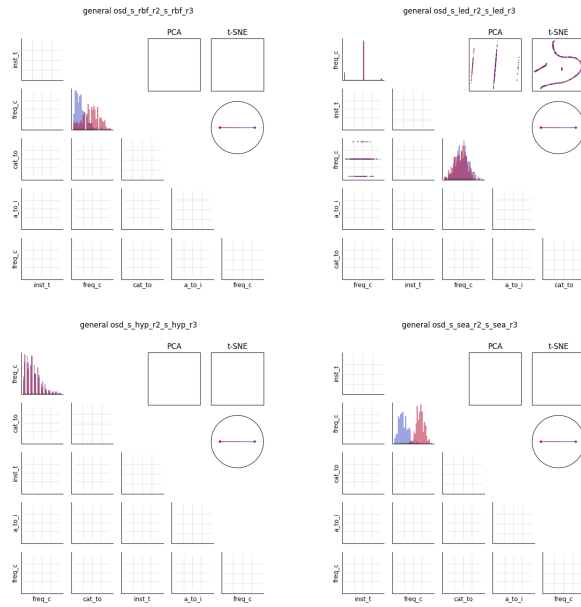 general osd_s_rbf_r2_s_rbf_r3
PCA
t-SNE
inst_t
freq_c
cat_to
a_to_i
freq_c
inst_t
freq_c
cat_to
a_to_i
freq_c
general osd_s_led_r2_s_led_r3
PCA
t-SNE
freq_c
inst_t
freq_c
a_to_i
cat_to
freq_c
inst_t
freq_c
a_to_i
cat_to
general osd_s_hyp_r2_s_hyp_r3
PCA
t-SNE
freq_c
cat_to
inst_t
a_to_i
freq_c
freq_c
cat_to
inst_t
a_to_i
freq_c
general osd_s_sea_r2_s_sea_r3
PCA
t-SNE
inst_t
freq_c
cat_to
a_to_i
freq_c
inst_t
freq_c
cat_to
a_to_i
freq_c